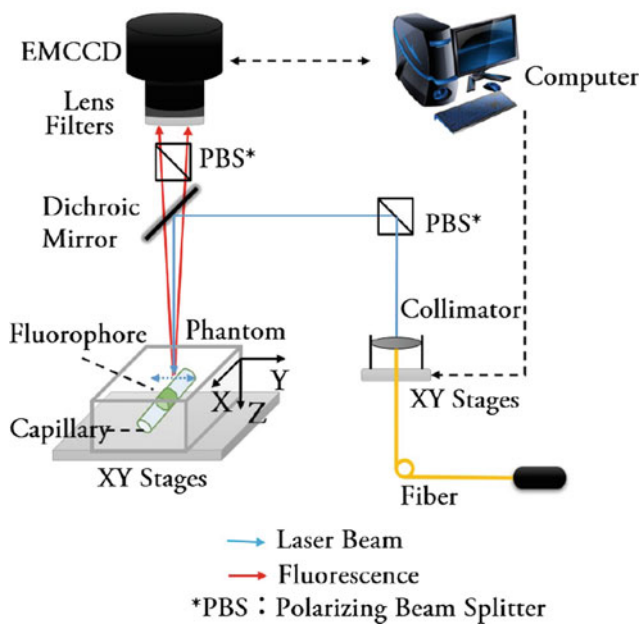 EMCCD
Computer
Lens
Filters
PBS*
Dichroic
Mirror
PBS*
Collimator
Fluorophore
Phantom
X
Y
Z
Capillary
XY Stages
XY Stages
Fiber
Laser Beam
Fluorescence
*PBS : Polarizing Beam Splitter